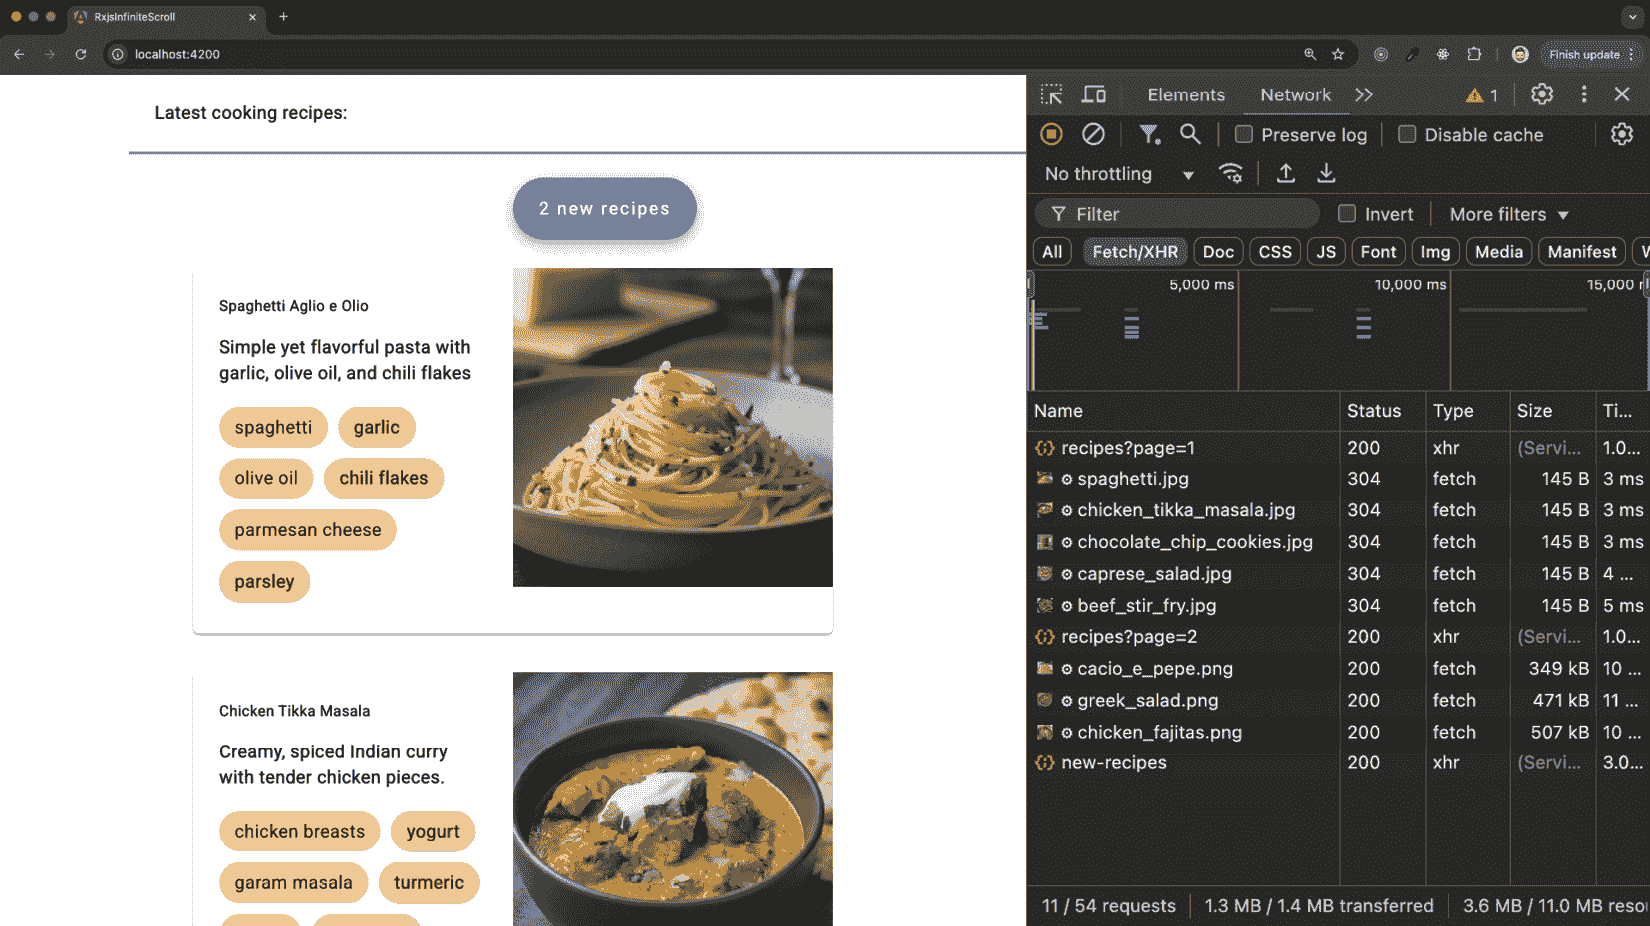 RxjsInfiniteScroll
localhost:4200
Finish update
Latest cooking recipes:
2 new recipes
Spaghetti Aglio e Olio
Simple yet flavorful pasta with
garlic, olive oil, and chili flakes
spaghetti garlic
olive oil chili flakes
parmesan cheese
parsley
Chicken Tikka Masala
Creamy, spiced Indian curry
with tender chicken pieces.
chicken breasts yogurt
garam masala turmeric
Elements Network 1
Preserve log Disable cache
No throttling
Filter Invert More filters
All Fetch/XHR Doc CSS JS Font Img Media Manifest
5,000 ms 10,000 ms 15,000
Name Status Type Size Ti...
recipes?page=1 200 xhr (Servi... 1.0...
spaghetti.jpg 304 fetch 145 B 3 ms
chicken_tikka_masala.jpg 304 fetch 145 B 3 ms
chocolate_chip_cookies.jpg 304 fetch 145 B 3 ms
caprese_salad.jpg 304 fetch 145 B 4 ...
beef_stir_fry.jpg 304 fetch 145 B 5 ms
recipes?page=2 200 xhr (Servi... 1.0...
cacio_e_pepe.png 200 fetch 349 kB 10 ...
greek_salad.png 200 fetch 471 kB 11 ...
chicken_fajitas.png 200 fetch 507 kB 10 ...
new-recipes 200 xhr (Servi... 3.0...
11 / 54 requests 1.3 MB / 1.4 MB transferred 3.6 MB / 11.0 MB reso